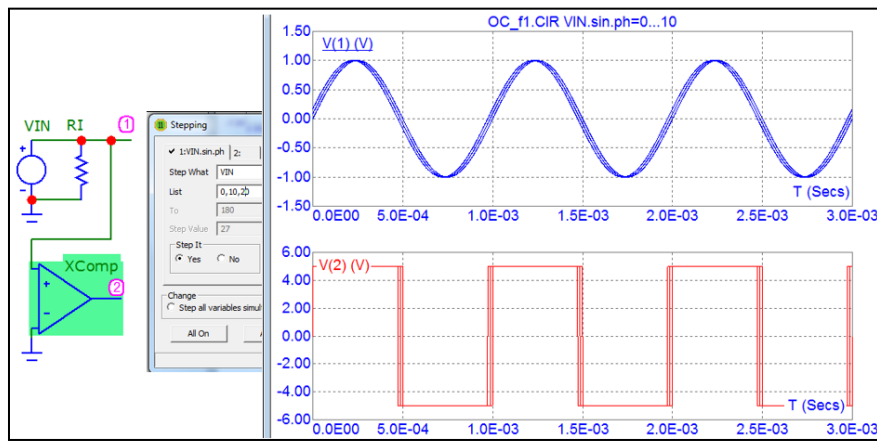 VIN RI 1
XComp
2
Stepping
1:VIN.sin.ph 2:
Step What VIN
List 0,10,20
To 180
Step Value 27
Step It
Yes No
Change
Step all variables simul
All On
OC_f1.CIR VIN.sin.ph=0...10
1.50
V(1) (V)
1.00
0.50
0.00
-0.50
-1.00
-1.50
T (Secs)
0.0E00 5.0E-04 1.0E-03 1.5E-03 2.0E-03 2.5E-03 3.0E-03
6.00
V(2) (V)
4.00
2.00
0.00
-2.00
-4.00
-6.00
T (Secs)
0.0E00 5.0E-04 1.0E-03 1.5E-03 2.0E-03 2.5E-03 3.0E-03